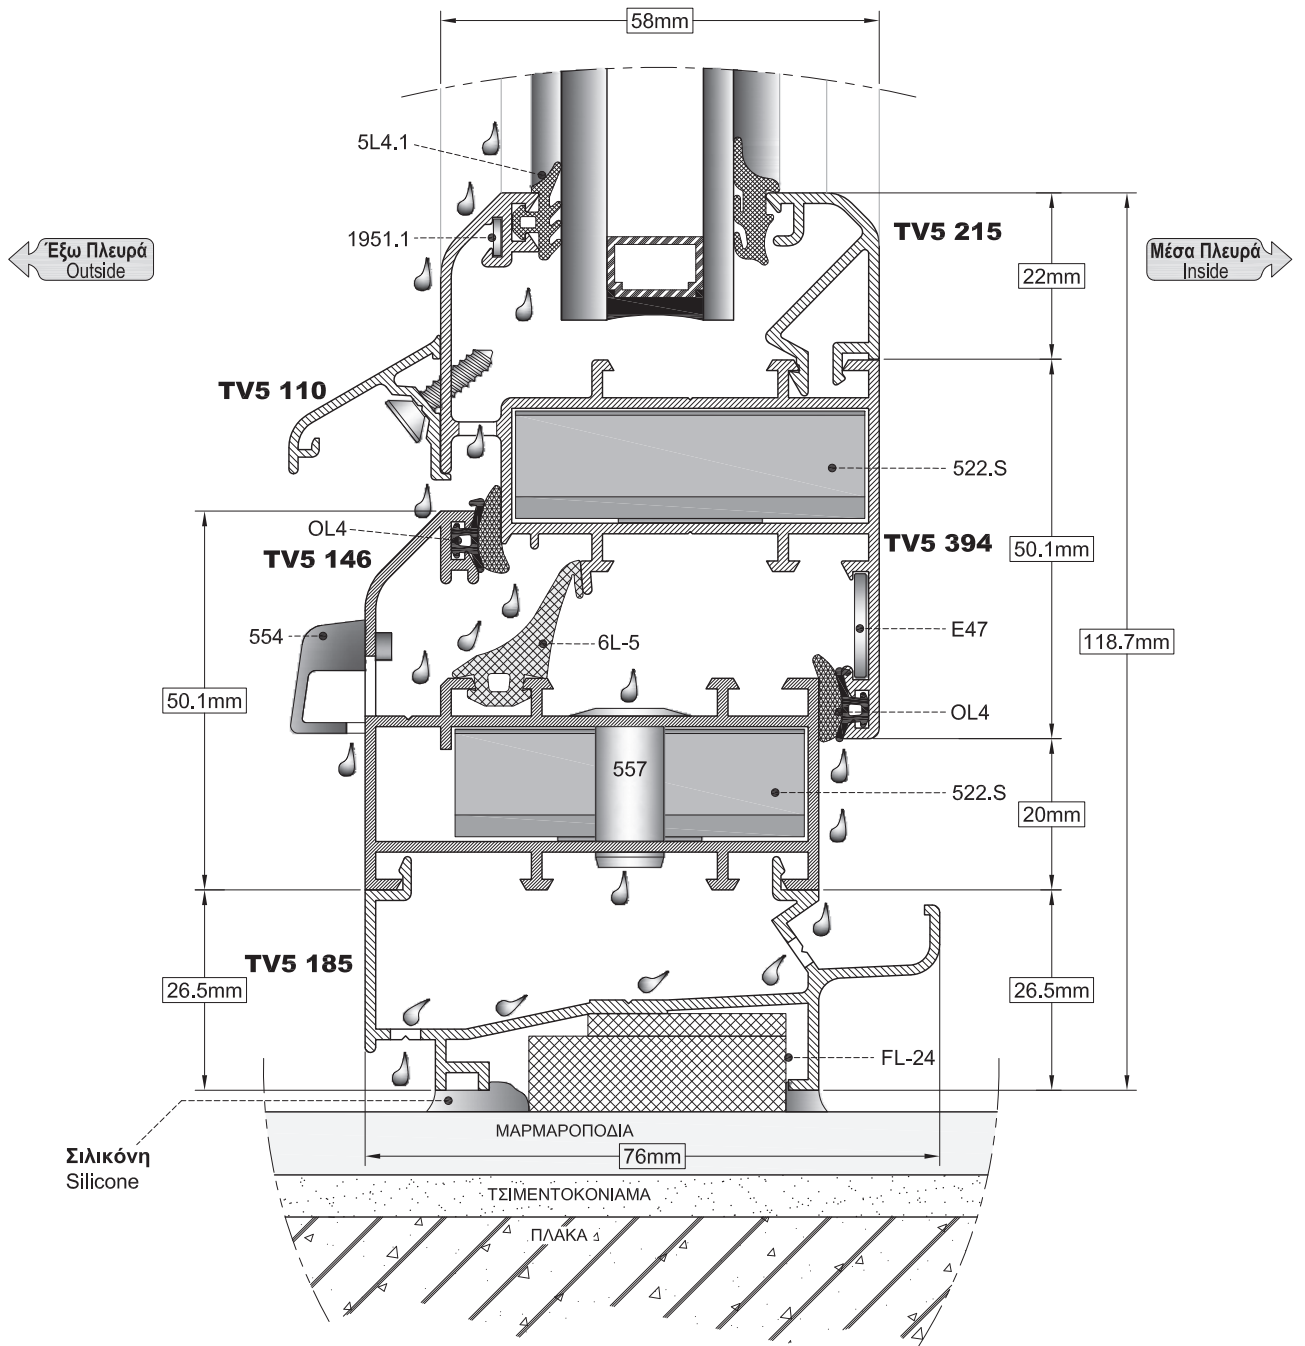 58mm
5L4.1
1951.1
TV5 215
Έξω Πλευρά
Outside
Μέσα Πλευρά
Inside
22mm
TV5 110
522.S
OL4
TV5 146
TV5 394
50.1mm
554
6L-5
E47
118.7mm
50.1mm
OL4
557
522.S
20mm
TV5 185
26.5mm
26.5mm
FL-24
Σιλικόνη
Silicone
ΜΑΡΜΑΡΟΠΟΔΙΑ
76mm
ΤΣΙΜΕΝΤΟΚΟΝΙΑΜΑ
ΠΛΑΚΑ